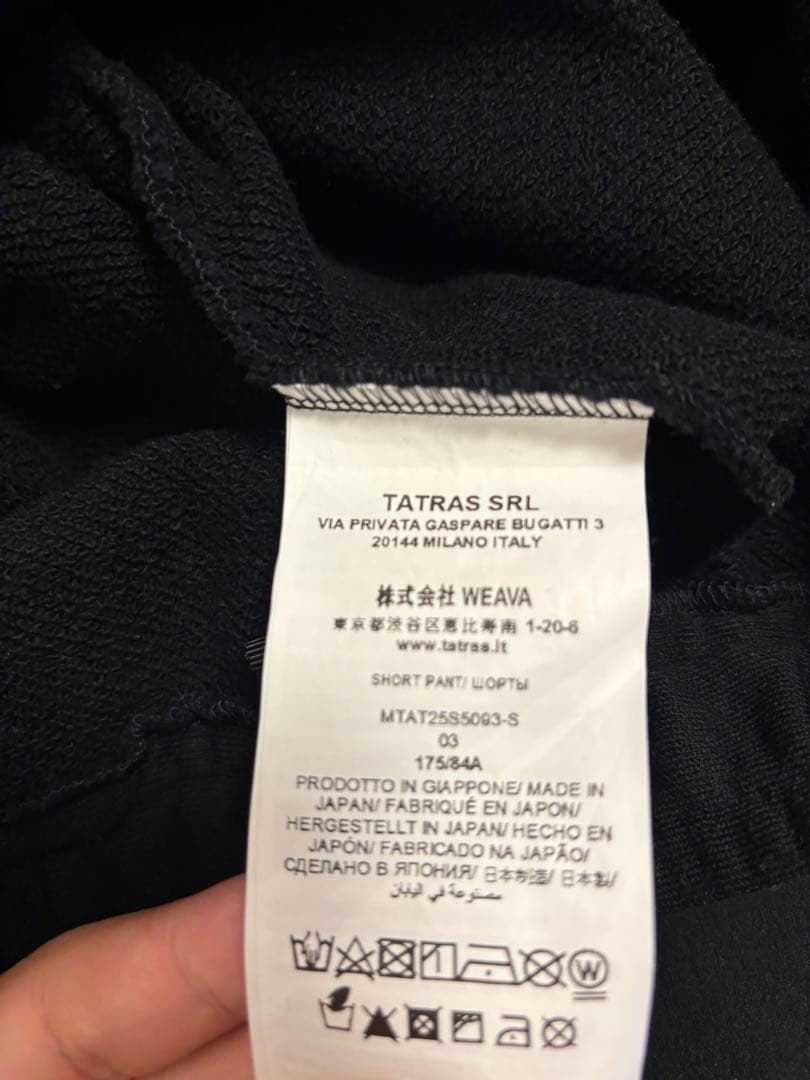 TATRAS SRL
VIA PRIVATA GASPARE BUGATTI 3
20144 MILANO ITALY
株式会社 WEAVA
東京都渋谷区恵比寿南 1-20-6
www.tatras.it
SHORT PANT/ ШОРТЫ
MTAT25S5093-S
03
175/84A
PRODOTTO IN GIAPPONE/ MADE IN
JAPAN/ FABRIQUÉ EN JAPON/
HERGESTELLT IN JAPAN/ HECHO EN
JAPÓN/ FABRICADO NA JAPÃO/
СДЕЛАНО В ЯПОНИЯ/ 日本制造/ 日本製/
مصنوعة في اليابان
W